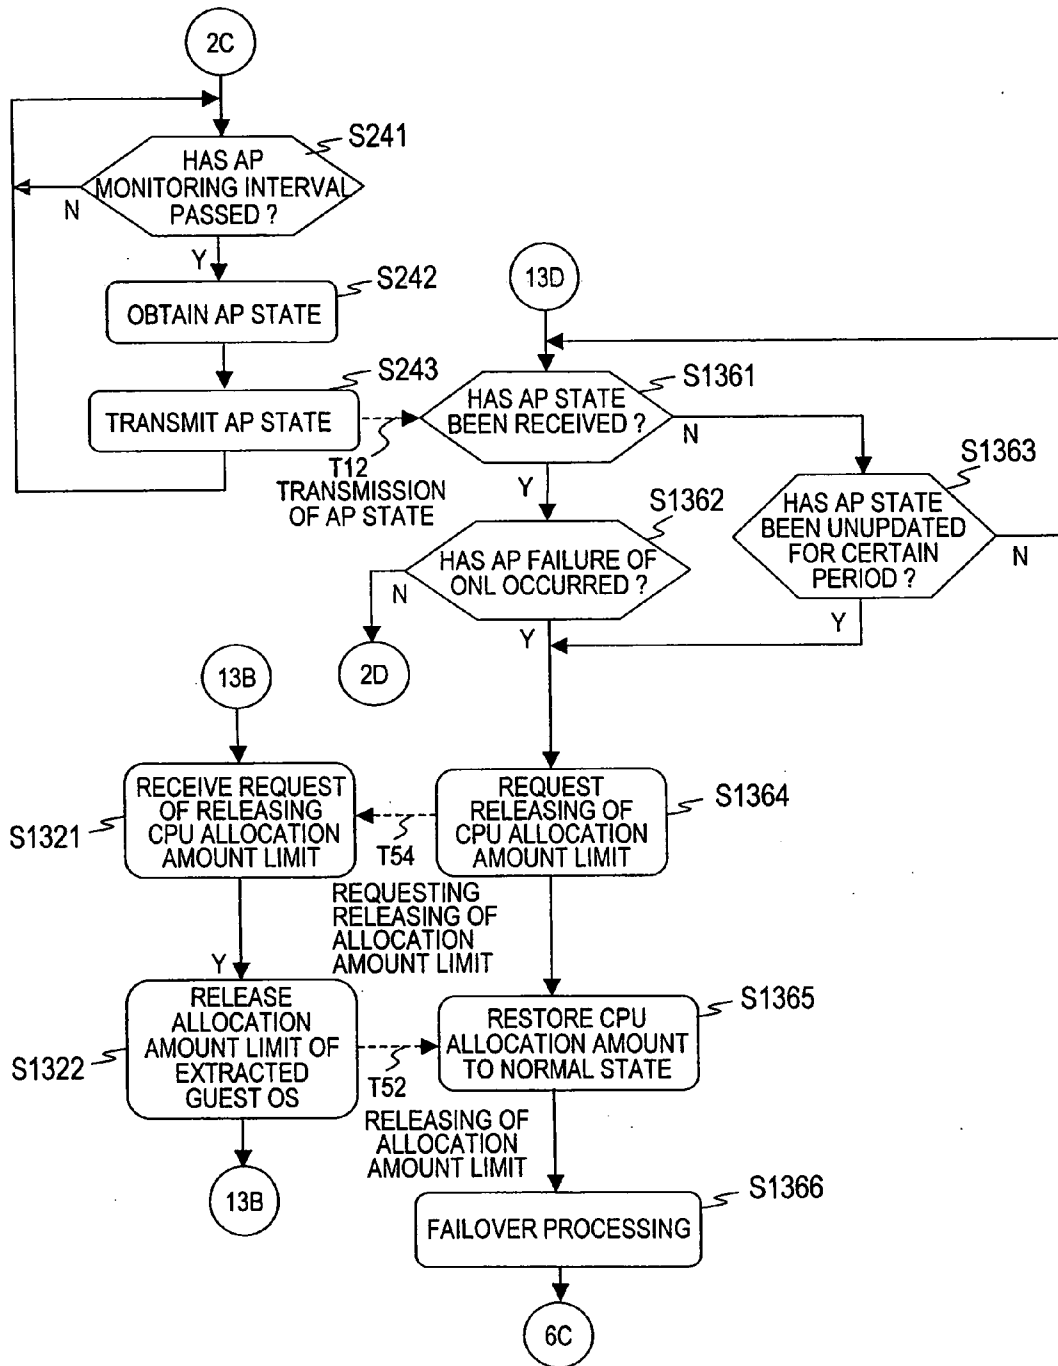 2C
S241
HAS AP
MONITORING INTERVAL
PASSED ?
N
Y
S242
OBTAIN AP STATE
S243
TRANSMIT AP STATE
T12
TRANSMISSION
OF AP STATE
13D
S1361
HAS AP STATE
BEEN RECEIVED ?
N
Y
S1363
HAS AP STATE
BEEN UNUPDATED
FOR CERTAIN
PERIOD ?
N
Y
S1362
HAS AP FAILURE OF
ONL OCCURRED ?
N
Y
2D
13B
S1321
RECEIVE REQUEST
OF RELEASING
CPU ALLOCATION
AMOUNT LIMIT
T54
REQUESTING
RELEASING OF
ALLOCATION
AMOUNT LIMIT
S1364
REQUEST
RELEASING OF
CPU ALLOCATION
AMOUNT LIMIT
Y
S1322
RELEASE
ALLOCATION
AMOUNT LIMIT OF
EXTRACTED
GUEST OS
T52
RELEASING OF
ALLOCATION
AMOUNT LIMIT
S1365
RESTORE CPU
ALLOCATION AMOUNT
TO NORMAL STATE
13B
S1366
FAILOVER PROCESSING
6C